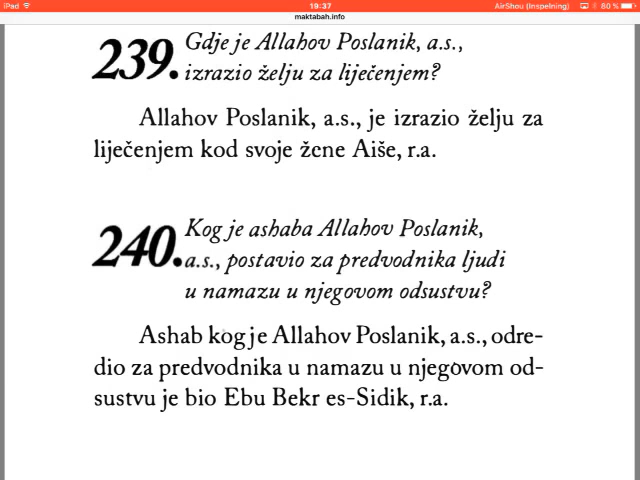 iPad 19:37 AirShou (Inspelning) 60 %
maktabah.info
239. Gdje je Allahov Poslanik, a.s.,
izrazio želju za liječenjem?
Allahov Poslanik, a.s., je izrazio želju za
liječenjem kod svoje žene Aiše, r.a.
240. Kog je ashaba Allahov Poslanik,
a.s., postavio za predvodnika ljudi
u namazu u njegovom odsustvu?
Ashab kog je Allahov Poslanik, a.s., odre-
dio za predvodnika u namazu u njegovom od-
sustvu je bio Ebu Bekr es-Sidik, r.a.